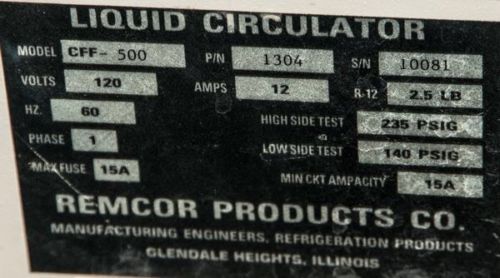 LIQUID CIRCULATOR
MODEL CFF-500 P/N 1304 S/N 10081
VOLTS 120 AMPS 12 R-12 2.5 LB
HZ. 60 HIGH SIDE TEST 235 PSIG
PHASE 1 LOW SIDE TEST 140 PSIG
MAX FUSE 15A MIN CKT AMPACITY 15A
REMCOR PRODUCTS CO.
MANUFACTURING ENGINEERS, REFRIGERATION PRODUCTS
GLENDALE HEIGHTS, ILLINOIS